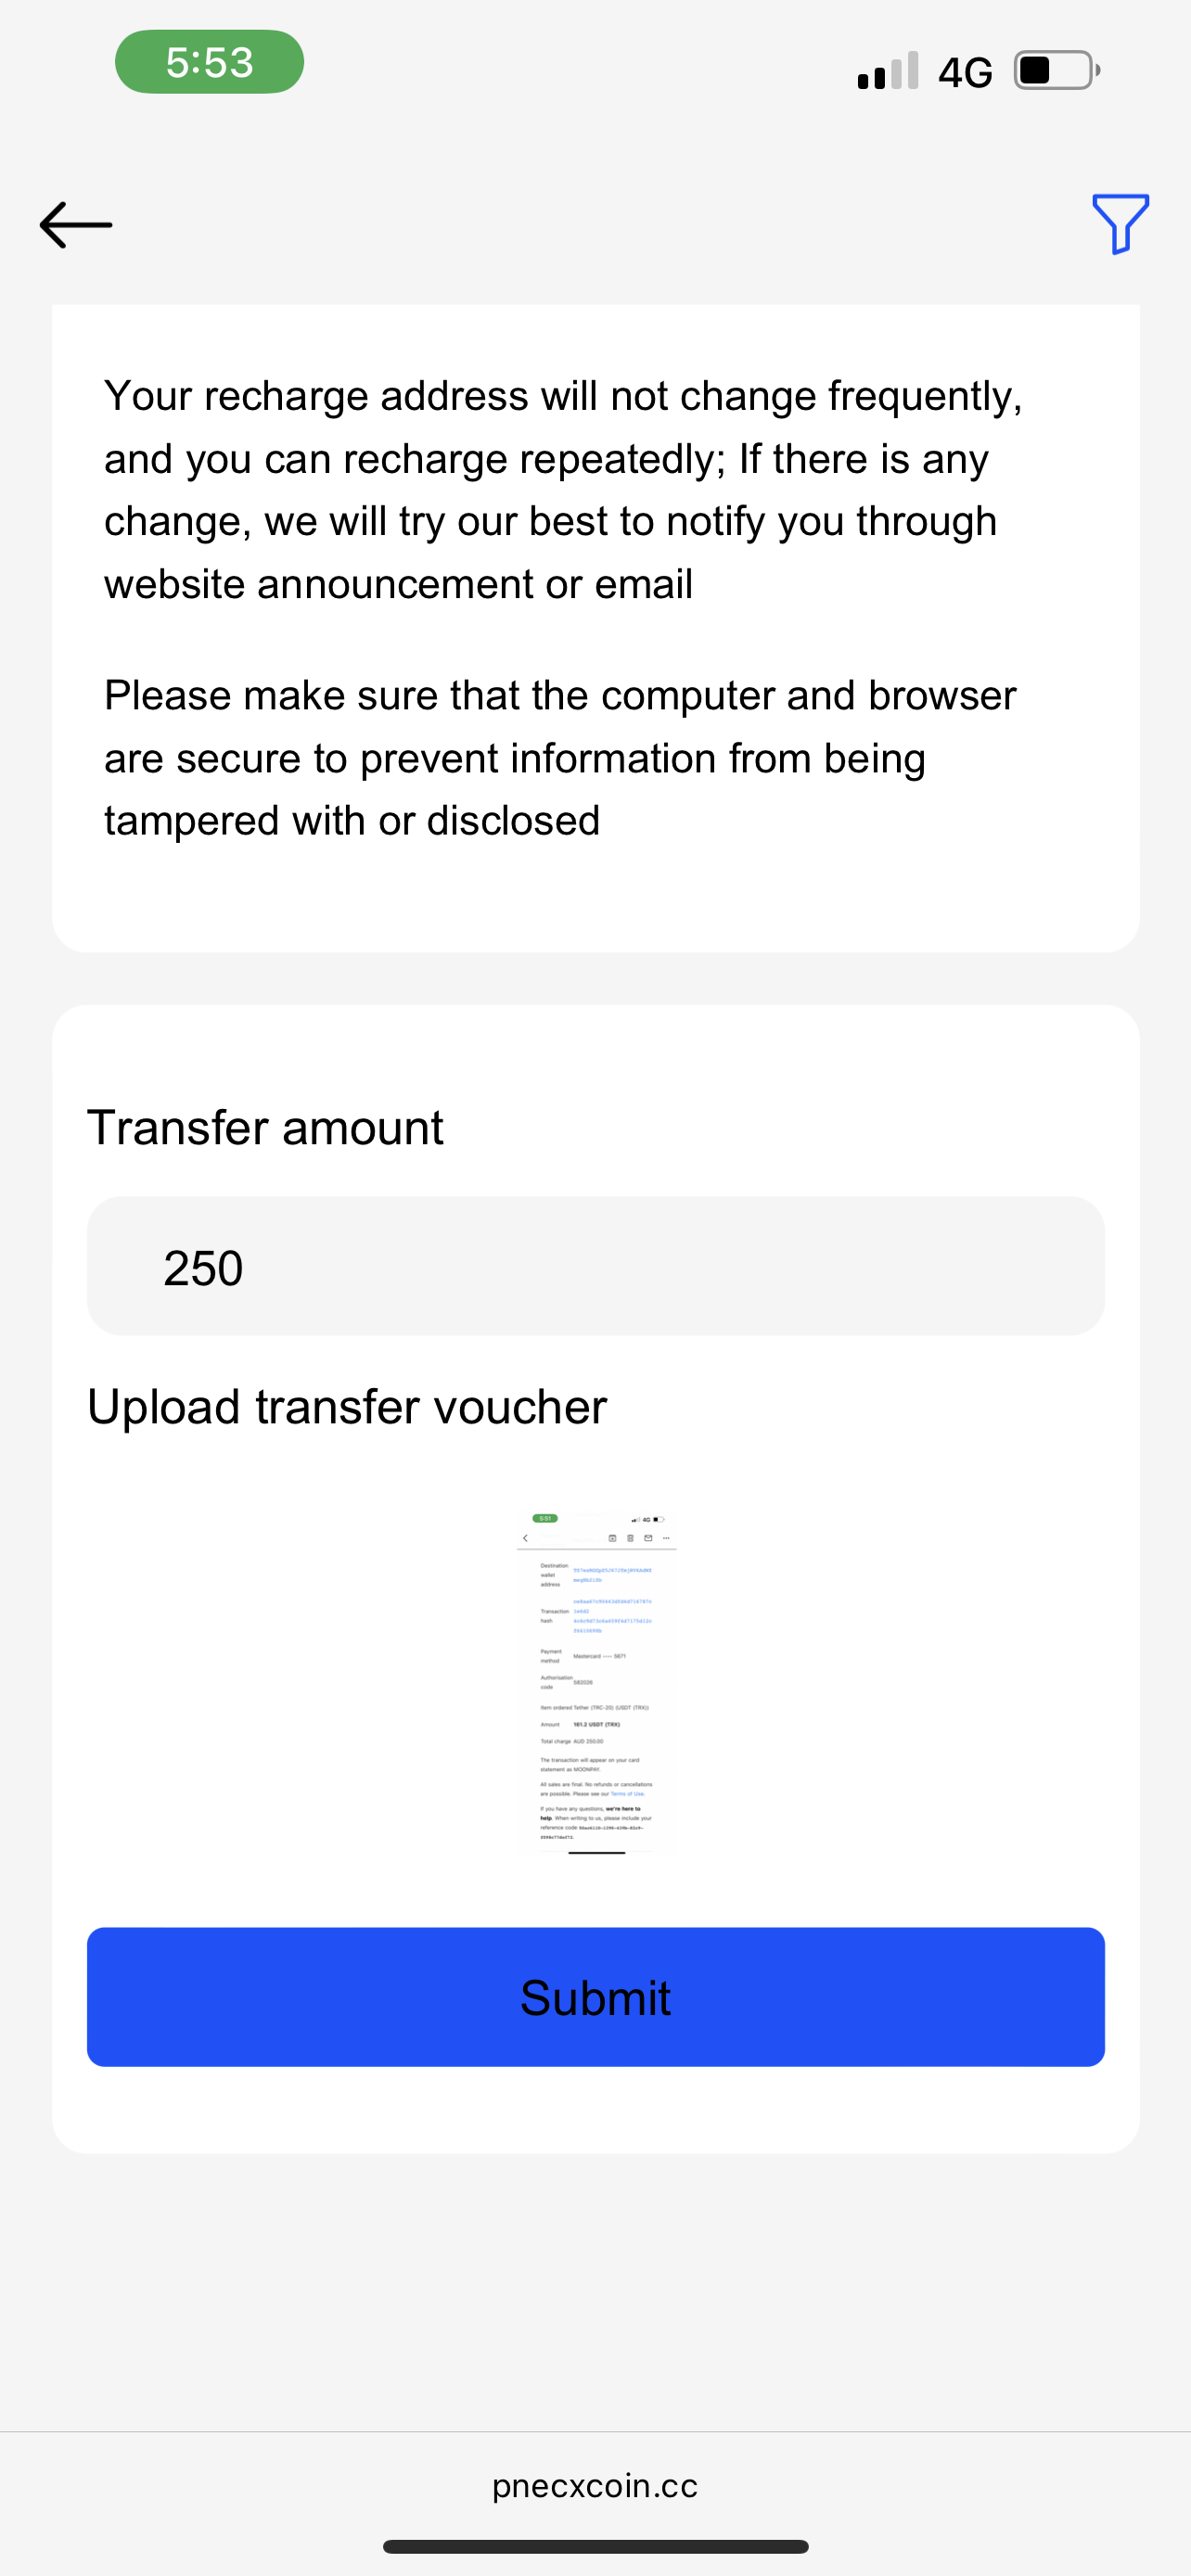 5:53
4G
Your recharge address will not change frequently,
and you can recharge repeatedly; If there is any
change, we will try our best to notify you through
website announcement or email
Please make sure that the computer and browser
are secure to prevent information from being
tampered with or disclosed
Transfer amount
250
Upload transfer voucher
5:51
4G
Destination
wallet
address
Transaction
hash
Payment
method
Mastercard •••• 5671
Authorisation
code
582026
Item ordered Tether (TRC-20) (USDT (TRX))
Amount 161.2 USDT (TRX)
Total charge AUD 250.00
The transaction will appear on your card
statement as MOONPAY.
All sales are final. No refunds or cancellations
are possible. Please see our Terms of Use.
If you have any questions, we're here to
help. When writing to us, please include your
reference code
Submit
pnecxcoin.cc